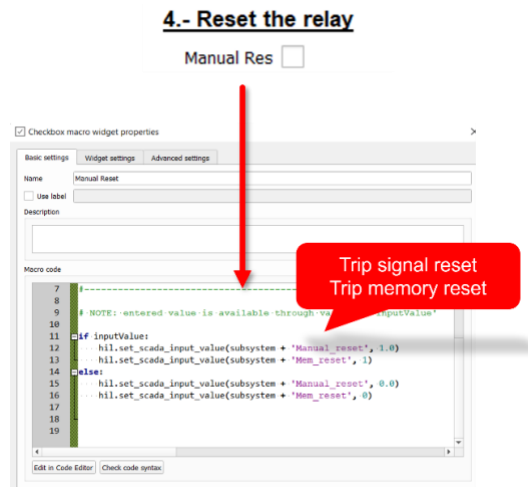 4.- Reset the relay
Manual Res
Checkbox macro widget properties
Basic settings Widget settings Advanced settings
Name Manual Reset
Use label
Description
Macro code
Trip signal reset
Trip memory reset
7 #----------------------------------------
8
9 # NOTE: entered value is available through inputValue'
10
11 if inputValue:
12 hil.set_scada_input_value(subsystem + 'Manual_reset', 1.0)
13 hil.set_scada_input_value(subsystem + 'Mem_reset', 1)
14 else:
15 hil.set_scada_input_value(subsystem + 'Manual_reset', 0.0)
16 hil.set_scada_input_value(subsystem + 'Mem_reset', 0)
17
18
19
Edit in Code Editor Check code syntax